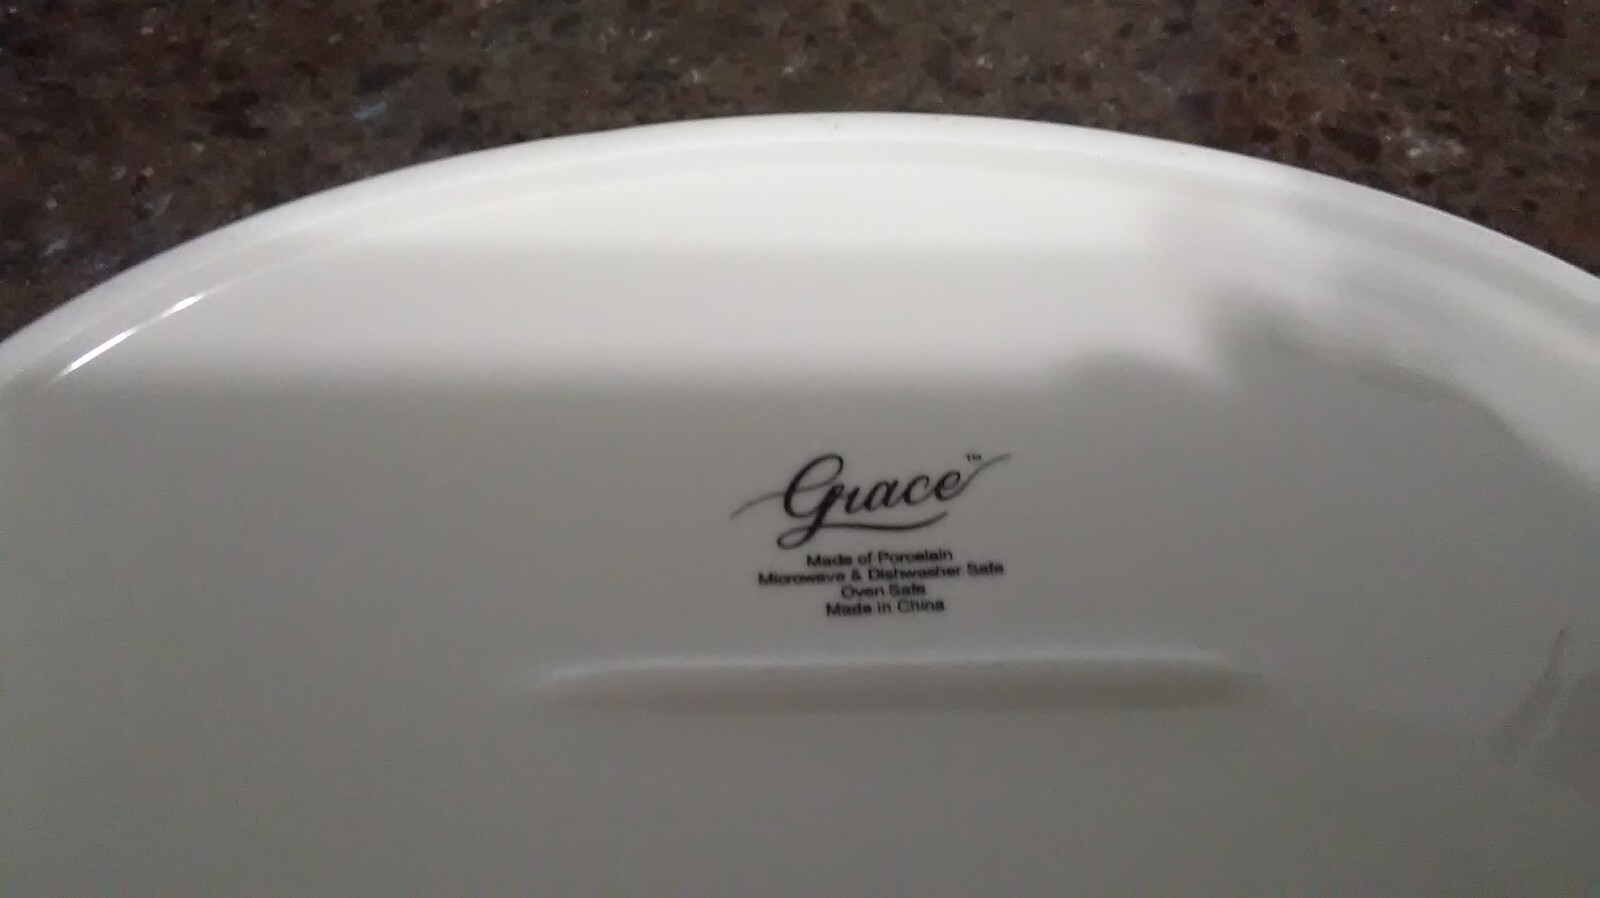 Grace™
Made of Porcelain
Microwave & Dishwasher Safe
Oven Safe
Made in China